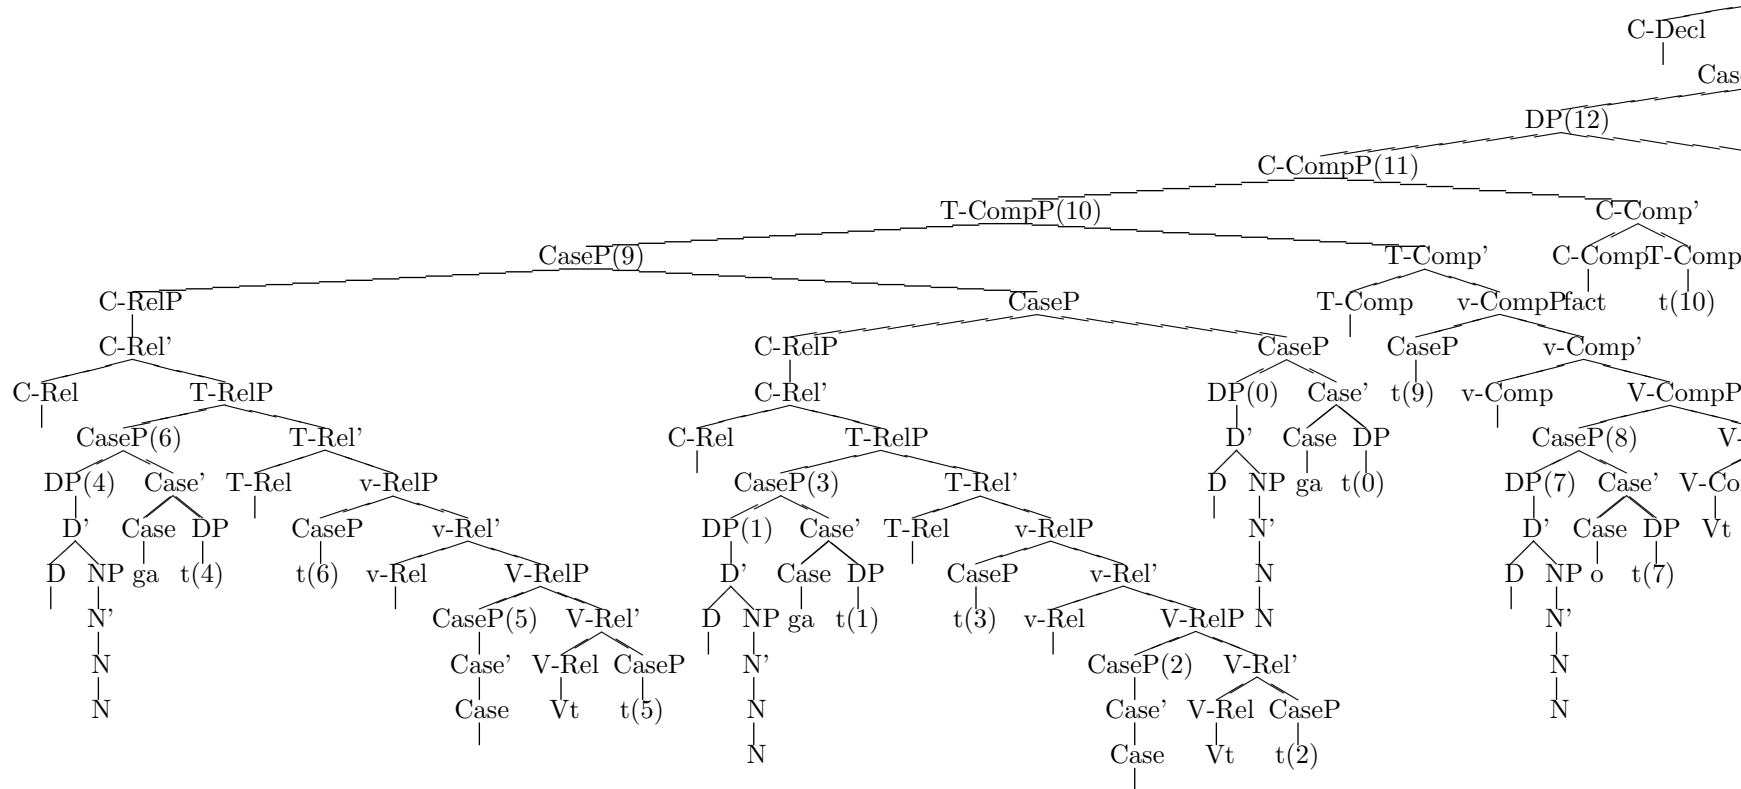 C-Decl
Cas
DP(12)
C-CompP(11)
T-CompP(10) C-Comp'
CaseP(9) T-Comp' C-Comp T-Comp
C-RelP CaseP T-Comp v-CompP fact t(10)
C-Rel' C-RelP CaseP CaseP v-Comp'
C-Rel T-RelP C-Rel' DP(0) Case' t(9) v-Comp V-CompP
CaseP(6) T-Rel' C-Rel T-RelP D' Case DP CaseP(8) V-
DP(4) Case' T-Rel v-RelP CaseP(3) T-Rel' D NP ga t(0) DP(7) Case' V-Co
D' Case DP CaseP v-Rel' DP(1) Case' T-Rel v-RelP N' D' Case DP Vt
D NP ga t(4) t(6) v-Rel V-RelP D' Case DP CaseP v-Rel' N D NP o t(7)
N' CaseP(5) V-Rel' D NP ga t(1) t(3) v-Rel V-RelP N N'
N Case' V-Rel CaseP N' CaseP(2) V-Rel' N
N Case Vt t(5) N Case' V-Rel CaseP N
N Case Vt t(2)